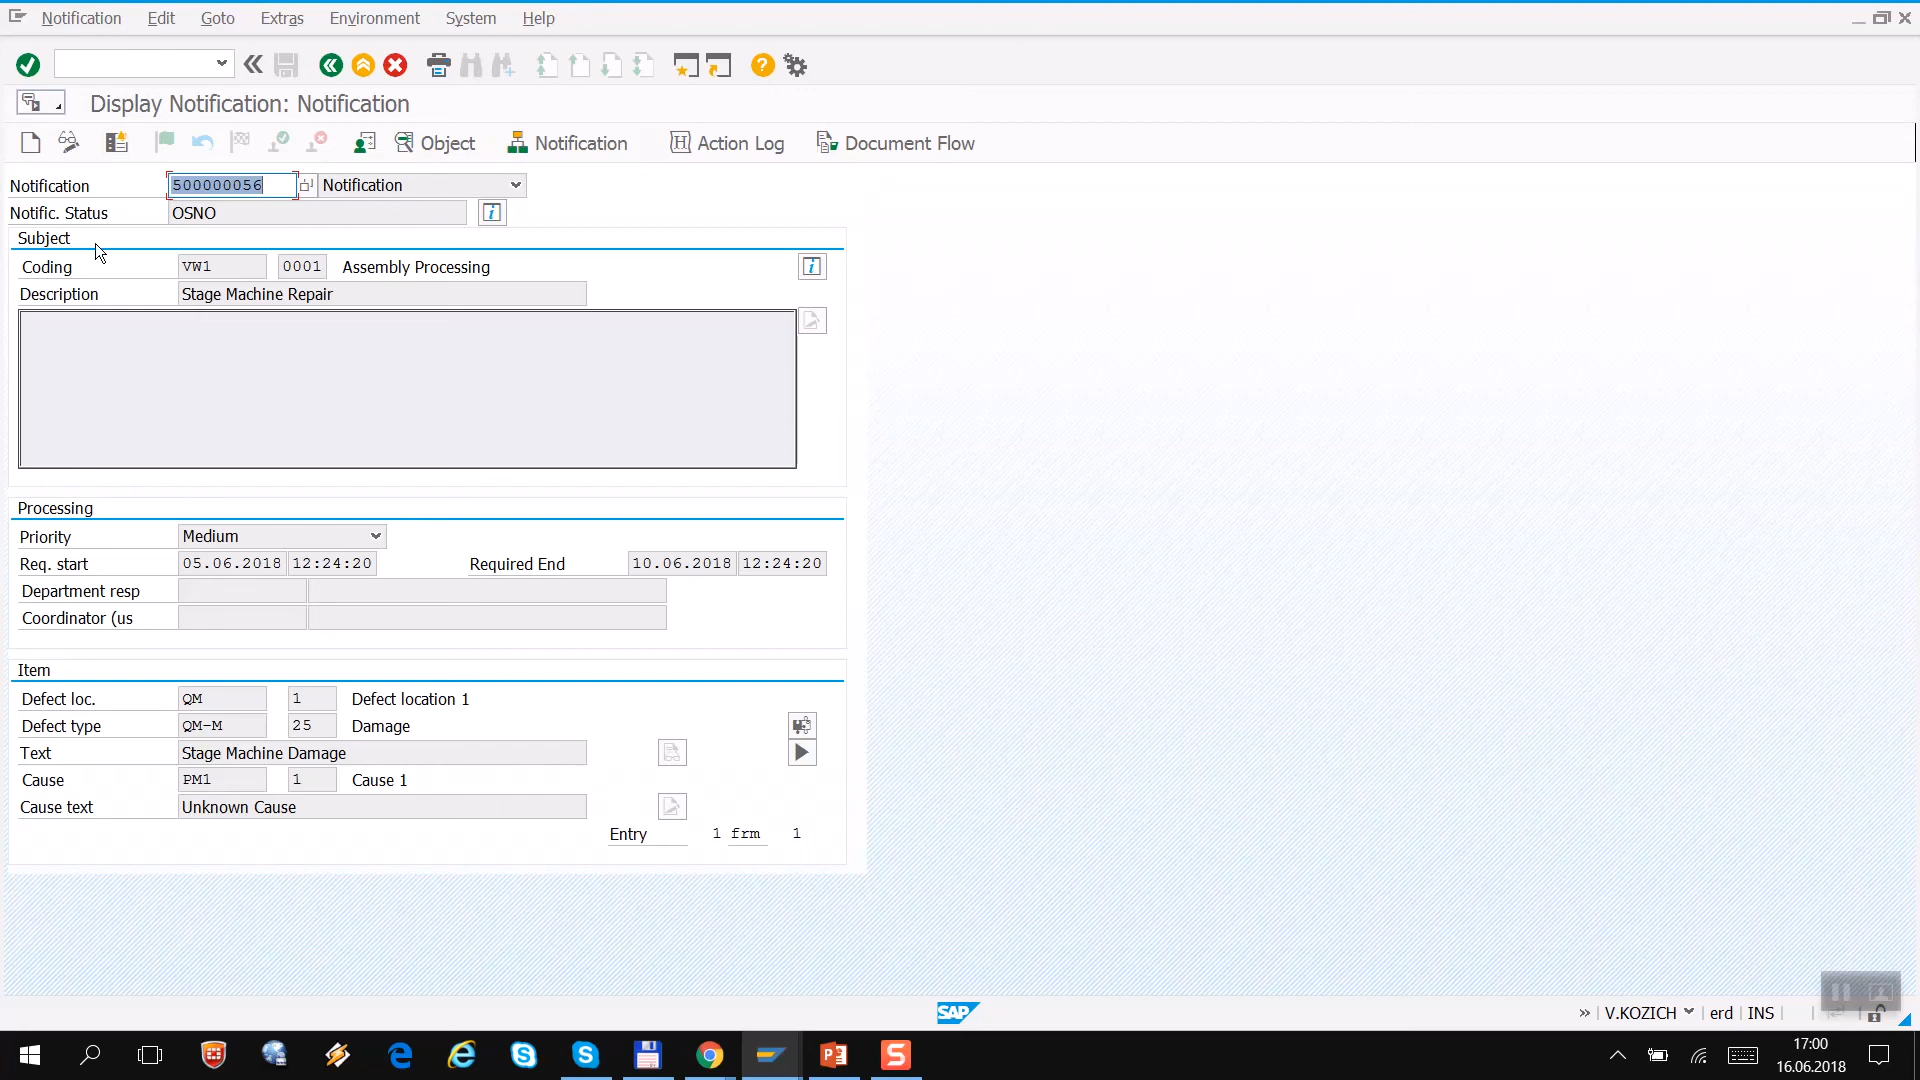 Notification Edit Goto Extras Environment System Help
Display Notification: Notification
Object Notification Action Log Document Flow
Notification 500000056 Notification
Notific. Status OSNO
Subject
Coding VW1 0001 Assembly Processing
Description Stage Machine Repair
Processing
Priority Medium
Req. start 05.06.2018 12:24:20 Required End 10.06.2018 12:24:20
Department resp
Coordinator (us
Item
Defect loc. QM 1 Defect location 1
Defect type QM-M 25 Damage
Text Stage Machine Damage
Cause PM1 1 Cause 1
Cause text Unknown Cause
Entry 1 frm 1
SAP
» V.KOZICH erd INS
17:00
16.06.2018